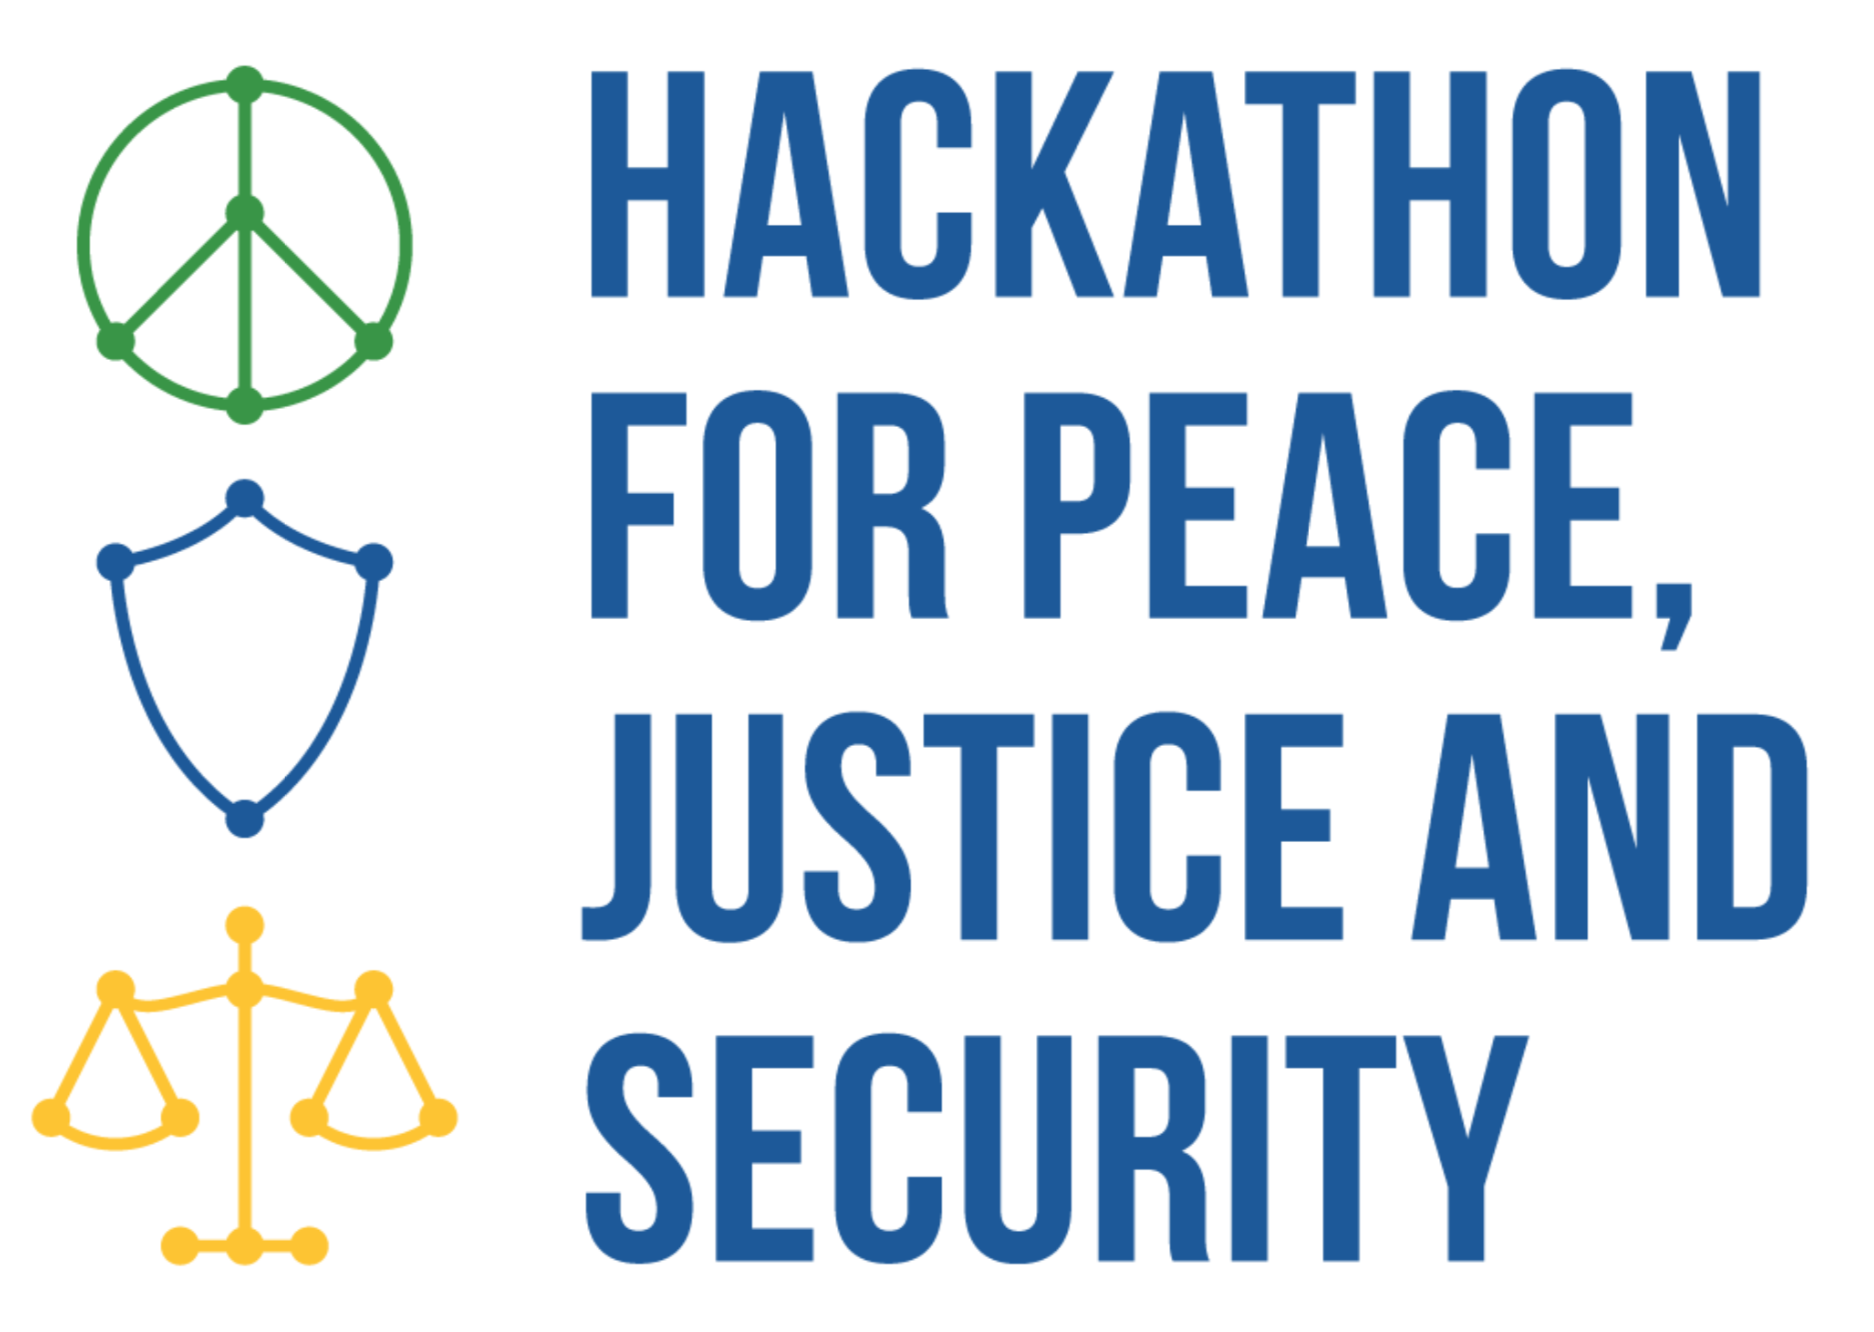 HACKATHON
FOR PEACE,
JUSTICE AND
SECURITY